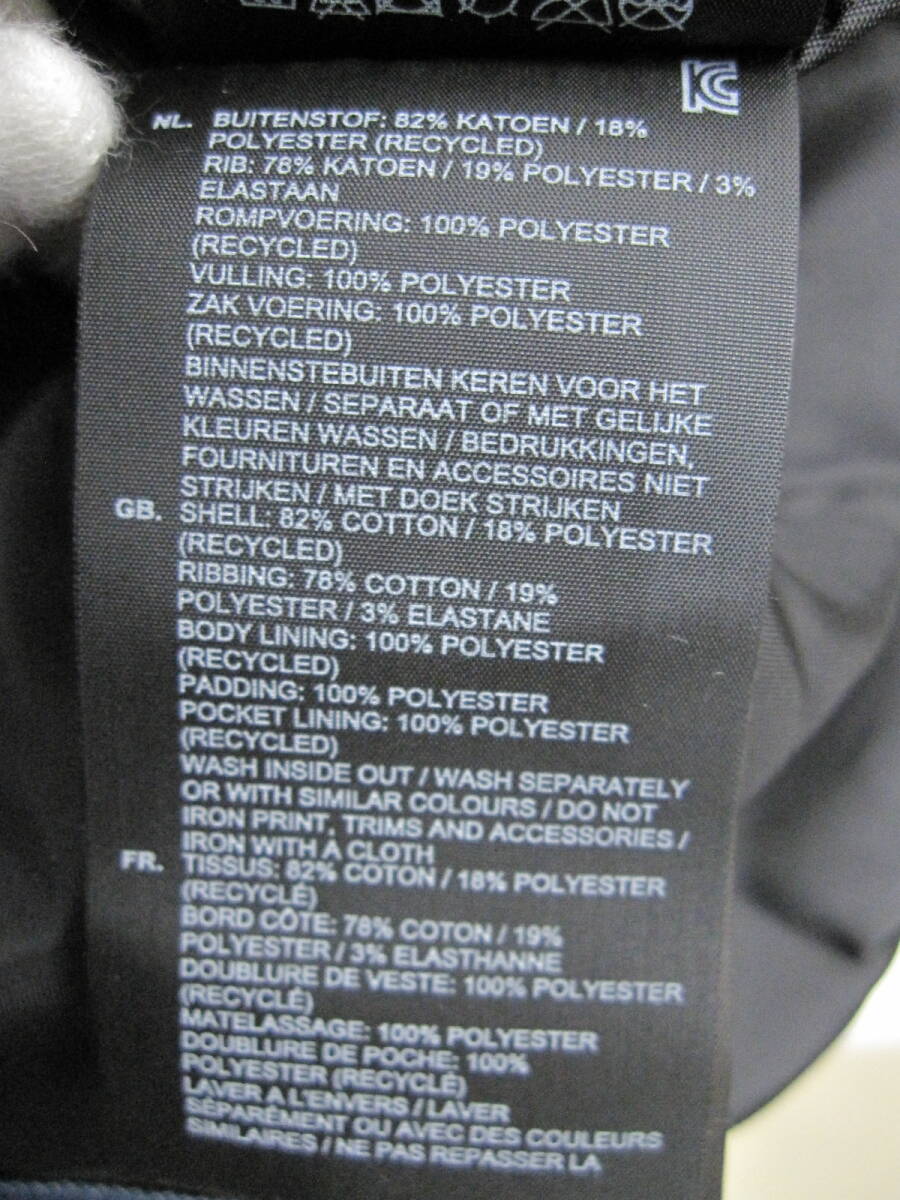 KC
NL. BUITENSTOF: 82% KATOEN / 18%
POLYESTER (RECYCLED)
RIB: 78% KATOEN / 19% POLYESTER / 3%
ELASTAAN
ROMPVOERING: 100% POLYESTER
(RECYCLED)
VULLING: 100% POLYESTER
ZAK VOERING: 100% POLYESTER
(RECYCLED)
BINNENSTEBUITEN KEREN VOOR HET
WASSEN / SEPARAAT OF MET GELIJKE
KLEUREN WASSEN / BEDRUKKINGEN,
FOURNITUREN EN ACCESSOIRES NIET
STRIJKEN / MET DOEK STRIJKEN
GB. SHELL: 82% COTTON / 18% POLYESTER
(RECYCLED)
RIBBING: 78% COTTON / 19%
POLYESTER / 3% ELASTANE
BODY LINING: 100% POLYESTER
(RECYCLED)
PADDING: 100% POLYESTER
POCKET LINING: 100% POLYESTER
(RECYCLED)
WASH INSIDE OUT / WASH SEPARATELY
OR WITH SIMILAR COLOURS / DO NOT
IRON PRINT, TRIMS AND ACCESSORIES /
IRON WITH A CLOTH
FR. TISSUS: 82% COTON / 18% POLYESTER
(RECYCLÉ)
BORD CÔTE: 78% COTON / 19%
POLYESTER / 3% ELASTHANNE
DOUBLURE DE VESTE: 100% POLYESTER
(RECYCLÉ)
MATELASSAGE: 100% POLYESTER
DOUBLURE DE POCHE: 100%
POLYESTER (RECYCLÉ)
LAVER A L'ENVERS / LAVER
SÉPARÉMENT OU AVEC DES COULEURS
SIMILAIRES / NE PAS REPASSER LA